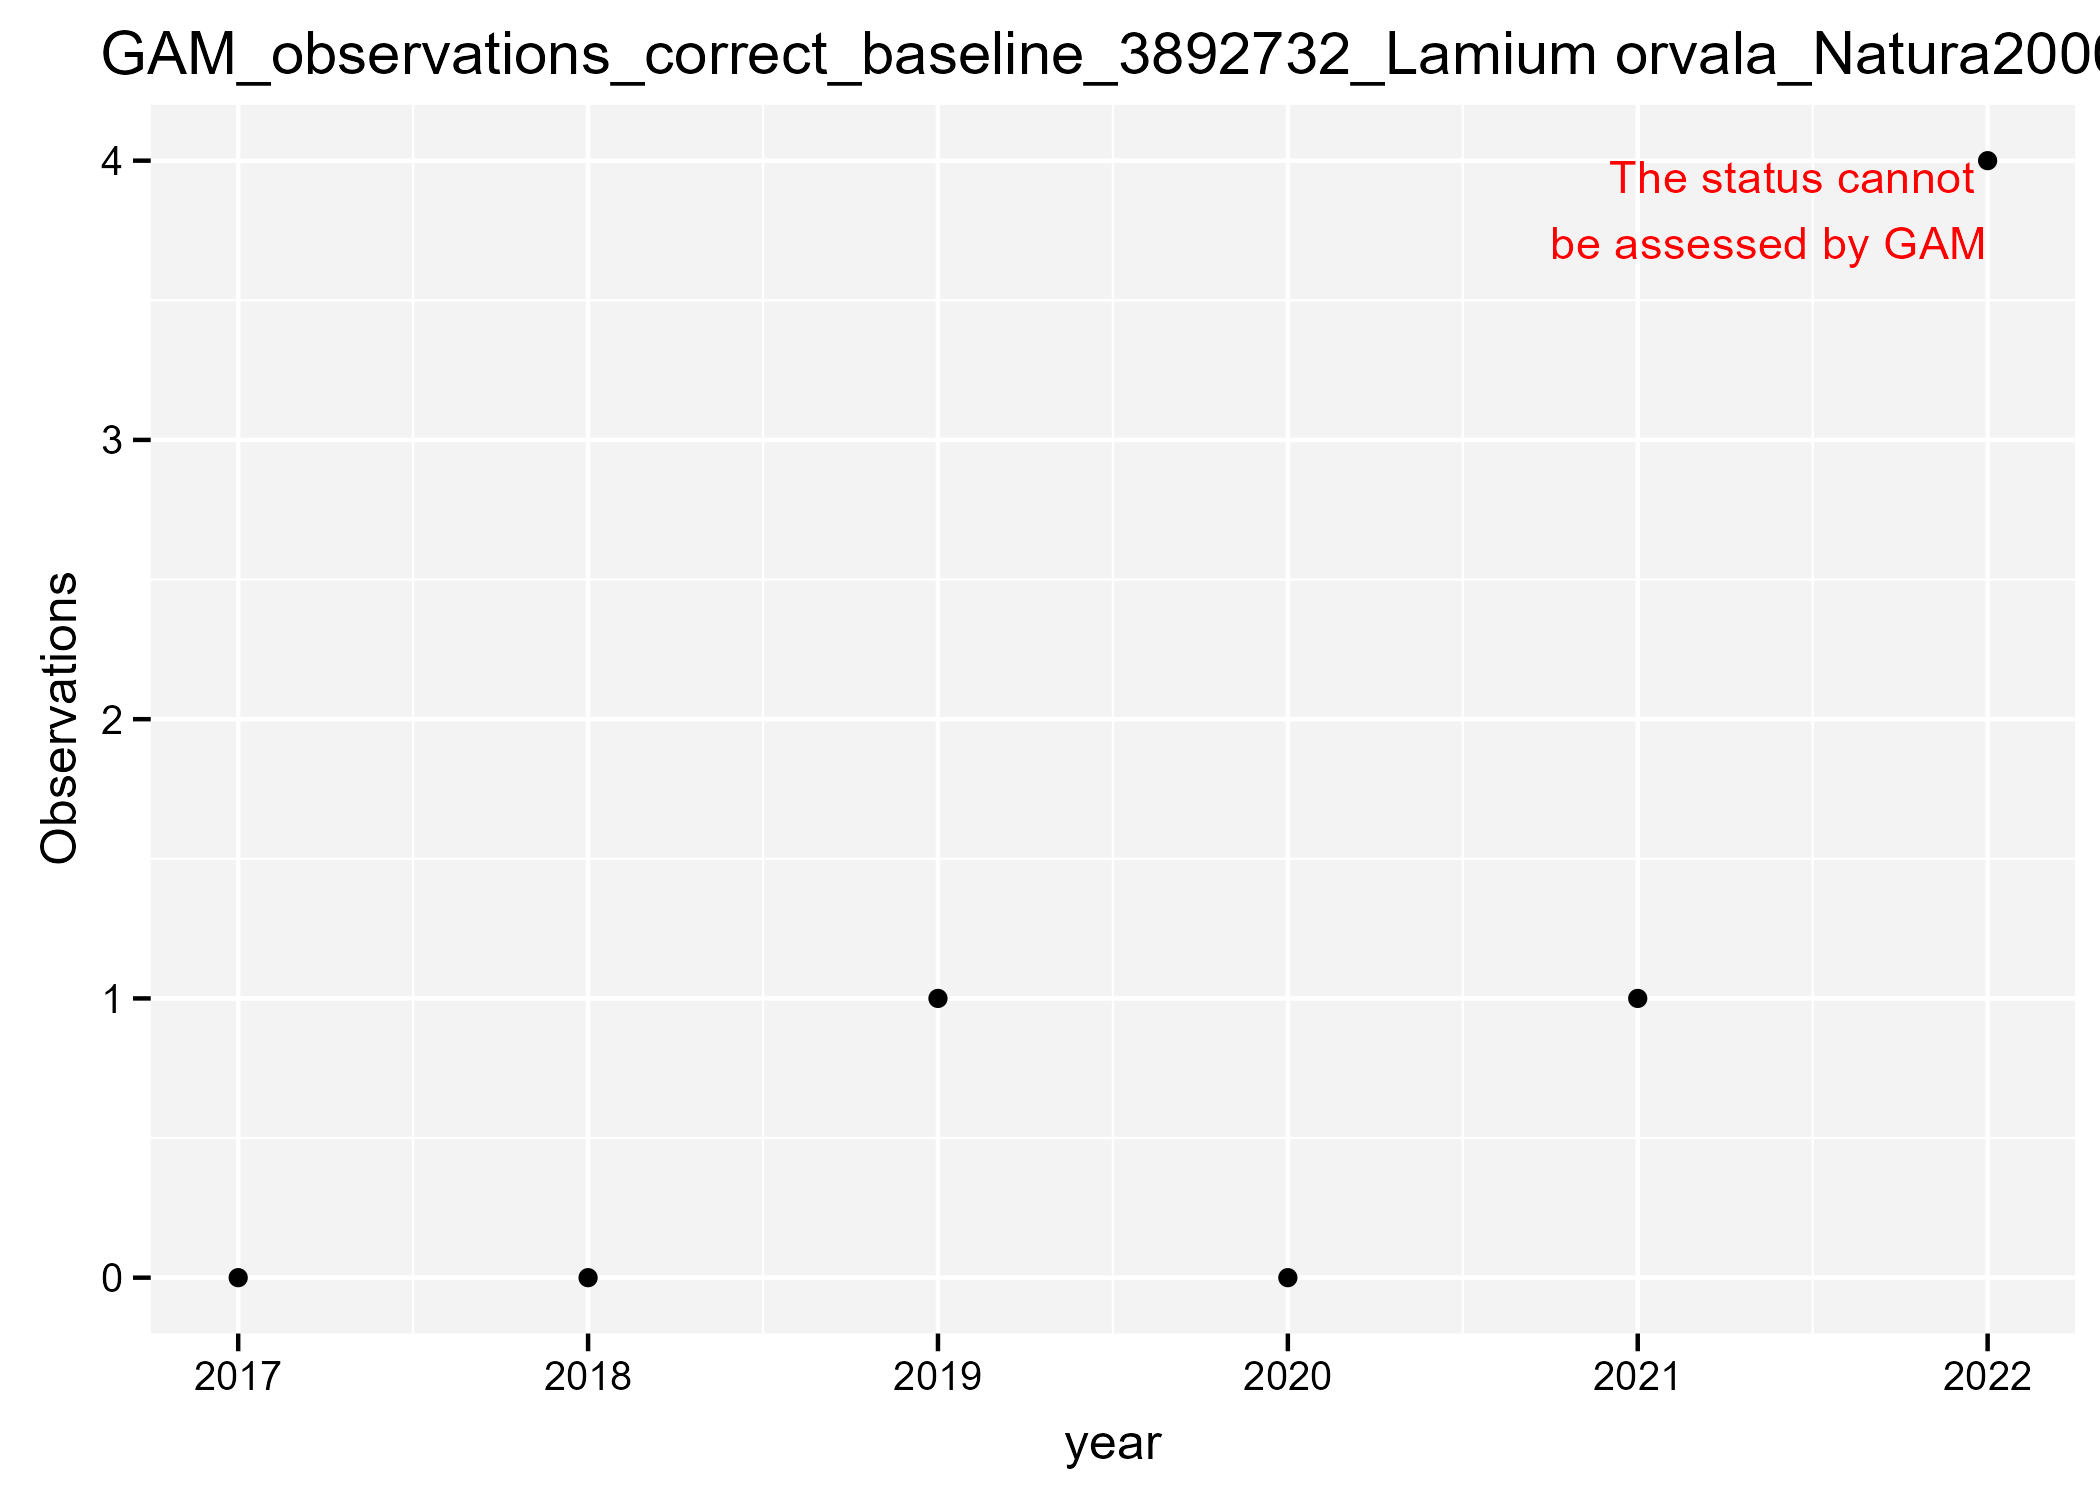 GAM_observations_correct_baseline_3892732_Lamium orvala_Natura2000
4
The status cannot
be assessed by GAM
3
2
1
0
Observations
2017 2018 2019 2020 2021 2022
year